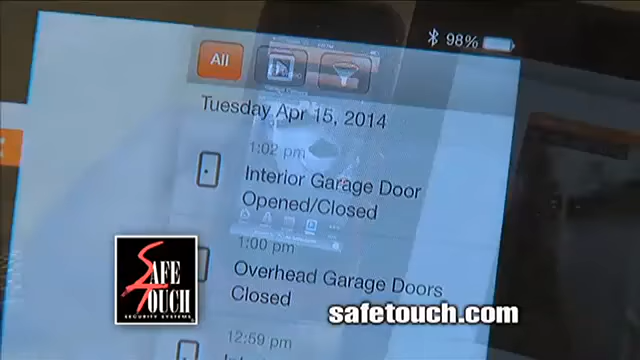 98%
All
Tuesday Apr 15, 2014
1:02 pm
Interior Garage Door
Opened/Closed
1:00 pm
Overhead Garage Doors
Closed
12:59 pm
SAFE
TOUCH
SECURITY SYSTEMS
safetouch.com